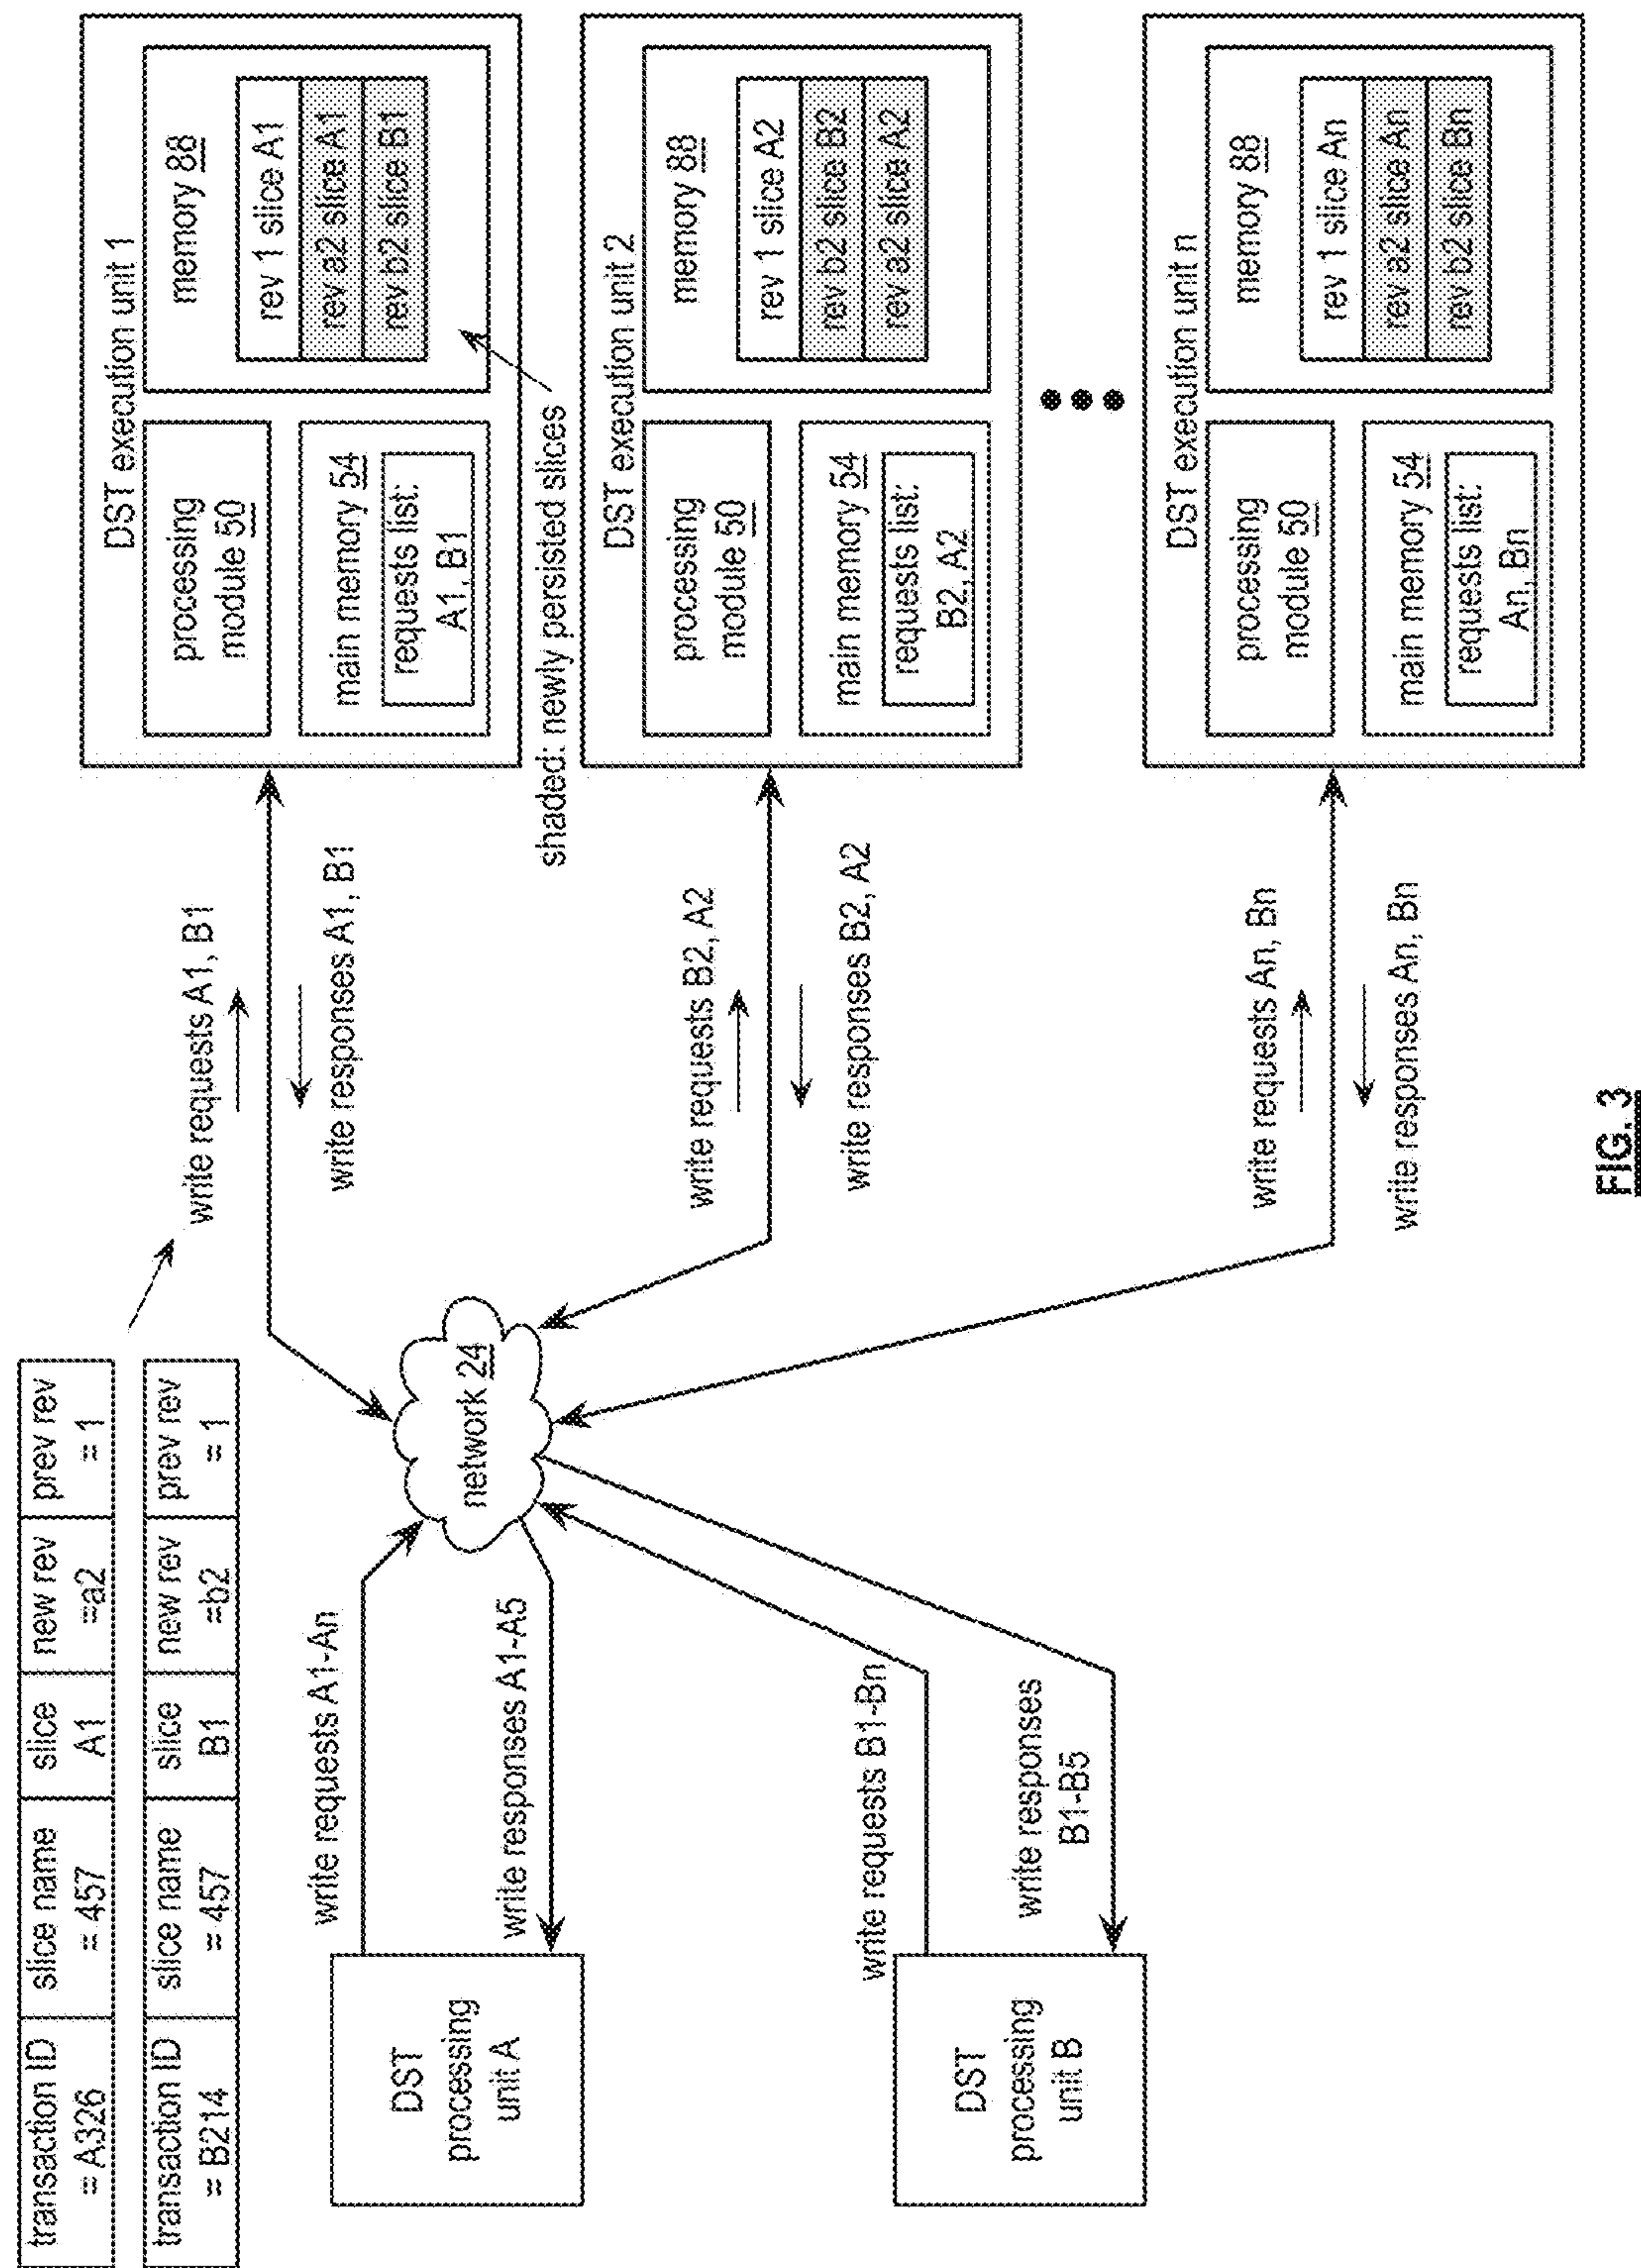 transaction ID
= A326
slice name
= 457
slice
A1
new rev
=a2
prev rev
= 1
transaction ID
= B214
slice name
= 457
slice
B1
new rev
=b2
prev rev
= 1
write requests A1, B1
write responses A1, B1
DST execution unit 1
processing
module 50
memory 88
rev 1 slice A1
rev a2 slice A1
rev b2 slice B1
main memory 54
requests list:
A1, B1
shaded: newly persisted slices
DST
processing
unit A
write requests A1-An
write responses A1-A5
network 24
write requests B2, A2
write responses B2, A2
DST execution unit 2
processing
module 50
memory 88
rev 1 slice A2
rev b2 slice B2
rev a2 slice A2
main memory 54
requests list:
B2, A2
DST
processing
unit B
write requests B1-Bn
write responses
B1-B5
write requests An, Bn
write responses An, Bn
DST execution unit n
processing
module 50
memory 88
rev 1 slice An
rev a2 slice An
rev b2 slice Bn
main memory 54
requests list:
An, Bn
FIG. 3